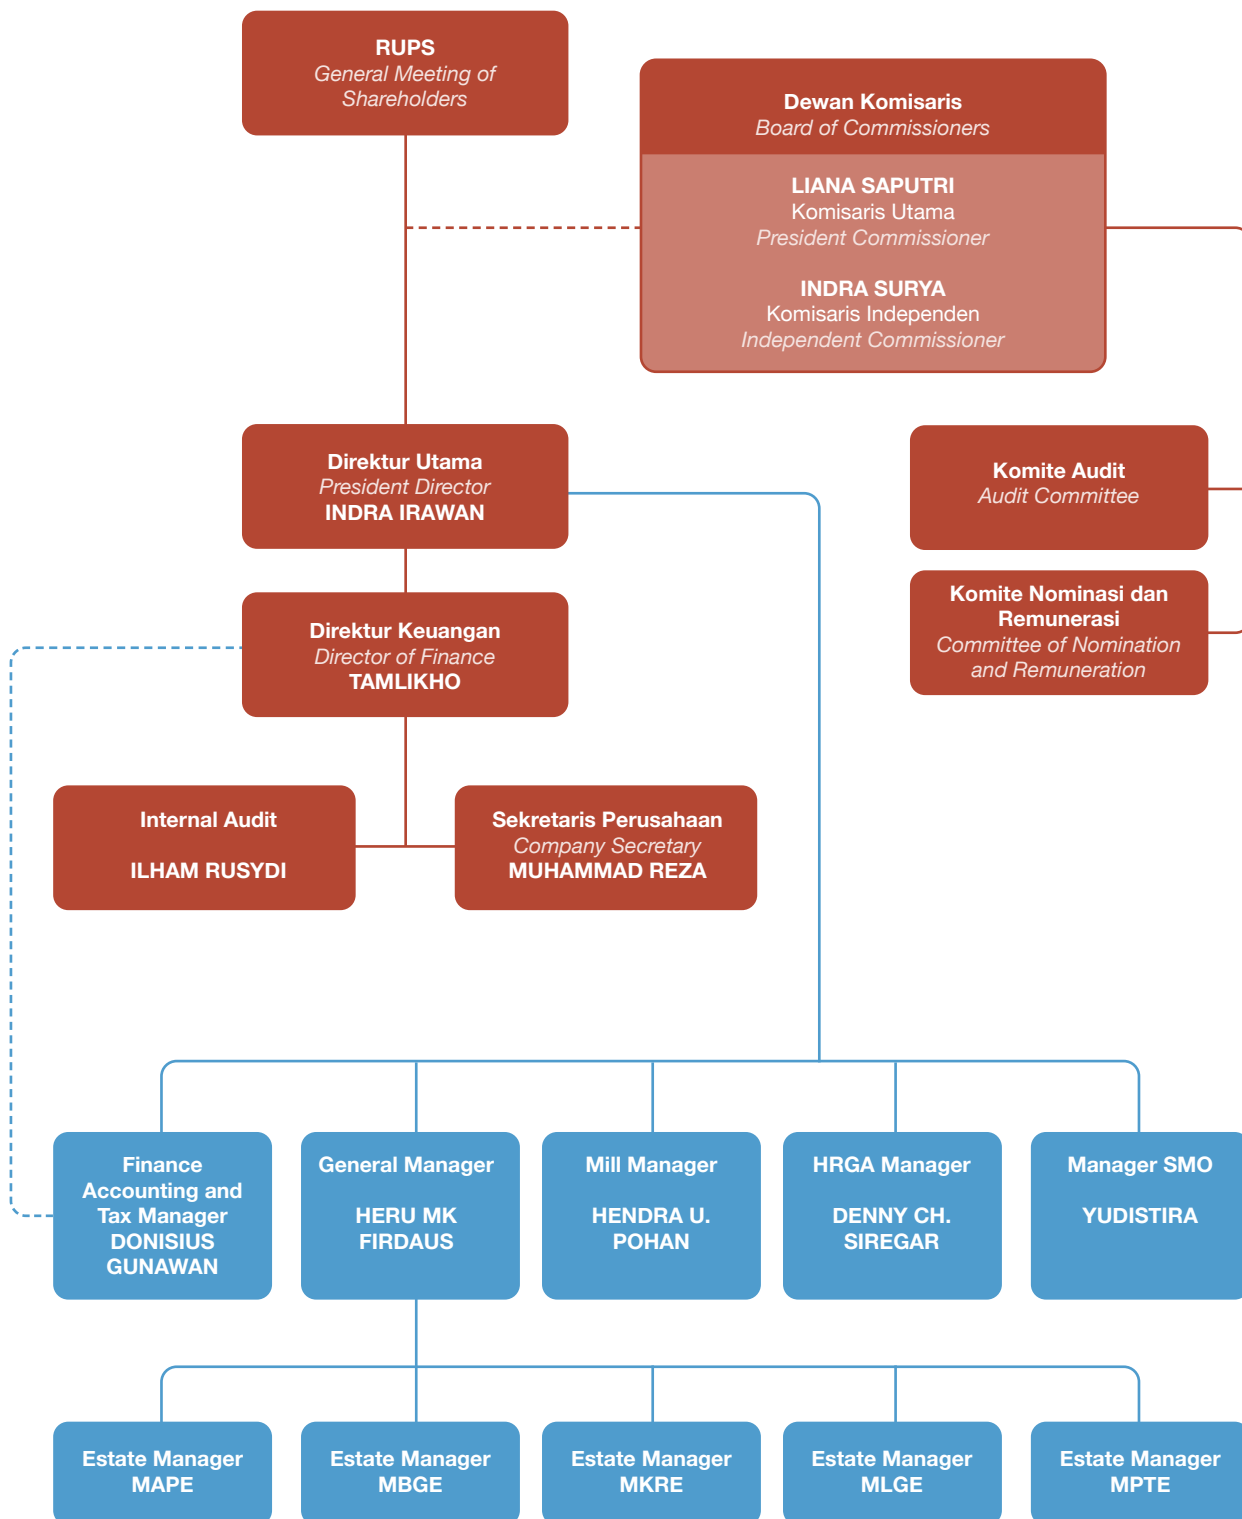 RUPS
General Meeting of
Shareholders
Dewan Komisaris
Board of Commissioners
LIANA SAPUTRI
Komisaris Utama
President Commissioner
INDRA SURYA
Komisaris Independen
Independent Commissioner
Direktur Utama
President Director
INDRA IRAWAN
Komite Audit
Audit Committee
Komite Nominasi dan
Remunerasi
Committee of Nomination
and Remuneration
Direktur Keuangan
Director of Finance
TAMLIKHO
Internal Audit
ILHAM RUSYDI
Sekretaris Perusahaan
Company Secretary
MUHAMMAD REZA
Finance
Accounting and
Tax Manager
DONISIUS
GUNAWAN
General Manager
HERU MK
FIRDAUS
Mill Manager
HENDRA U.
POHAN
HRGA Manager
DENNY CH.
SIREGAR
Manager SMO
YUDISTIRA
Estate Manager
MAPE
Estate Manager
MBGE
Estate Manager
MKRE
Estate Manager
MLGE
Estate Manager
MPTE